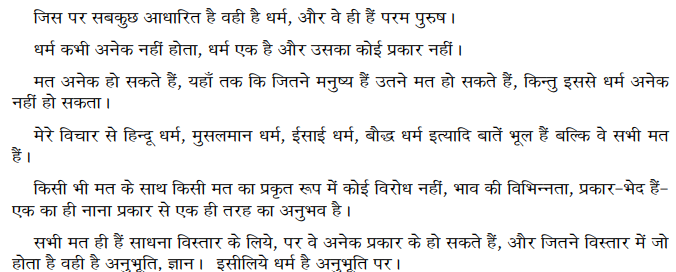 जिस पर सबकुछ आधारित है वही है धर्म, और वे ही हैं परम पुरुष।
धर्म कभी अनेक नहीं होता, धर्म एक है और उसका कोई प्रकार नहीं।
मत अनेक हो सकते हैं, यहाँ तक कि जितने मनुष्य हैं उतने मत हो सकते हैं, किन्तु इससे धर्म अनेक
नहीं हो सकता।
मेरे विचार से हिन्दू धर्म, मुसलमान धर्म, ईसाई धर्म, बौद्ध धर्म इत्यादि बातें भूल हैं बल्कि वे सभी मत
हैं।
किसी भी मत के साथ किसी मत का प्रकृत रूप में कोई विरोध नहीं, भाव की विभिन्नता, प्रकार-भेद हैं-
एक का ही नाना प्रकार से एक ही तरह का अनुभव है।
सभी मत ही हैं साधना विस्तार के लिये, पर वे अनेक प्रकार के हो सकते हैं, और जितने विस्तार में जो
होता है वही है अनुभूति, ज्ञान। इसीलिये धर्म है अनुभूति पर।